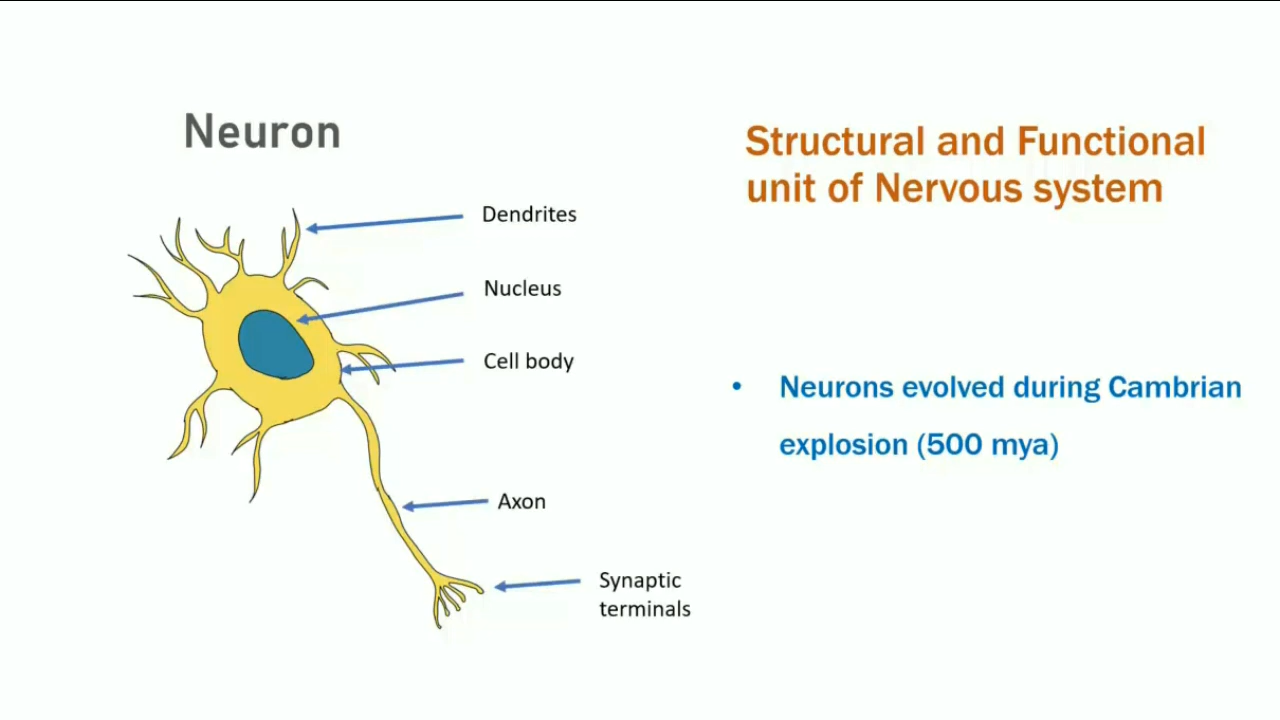 Neuron
Structural and Functional
unit of Nervous system
Dendrites
Nucleus
Cell body
Axon
Synaptic
terminals
• Neurons evolved during Cambrian
explosion (500 mya)